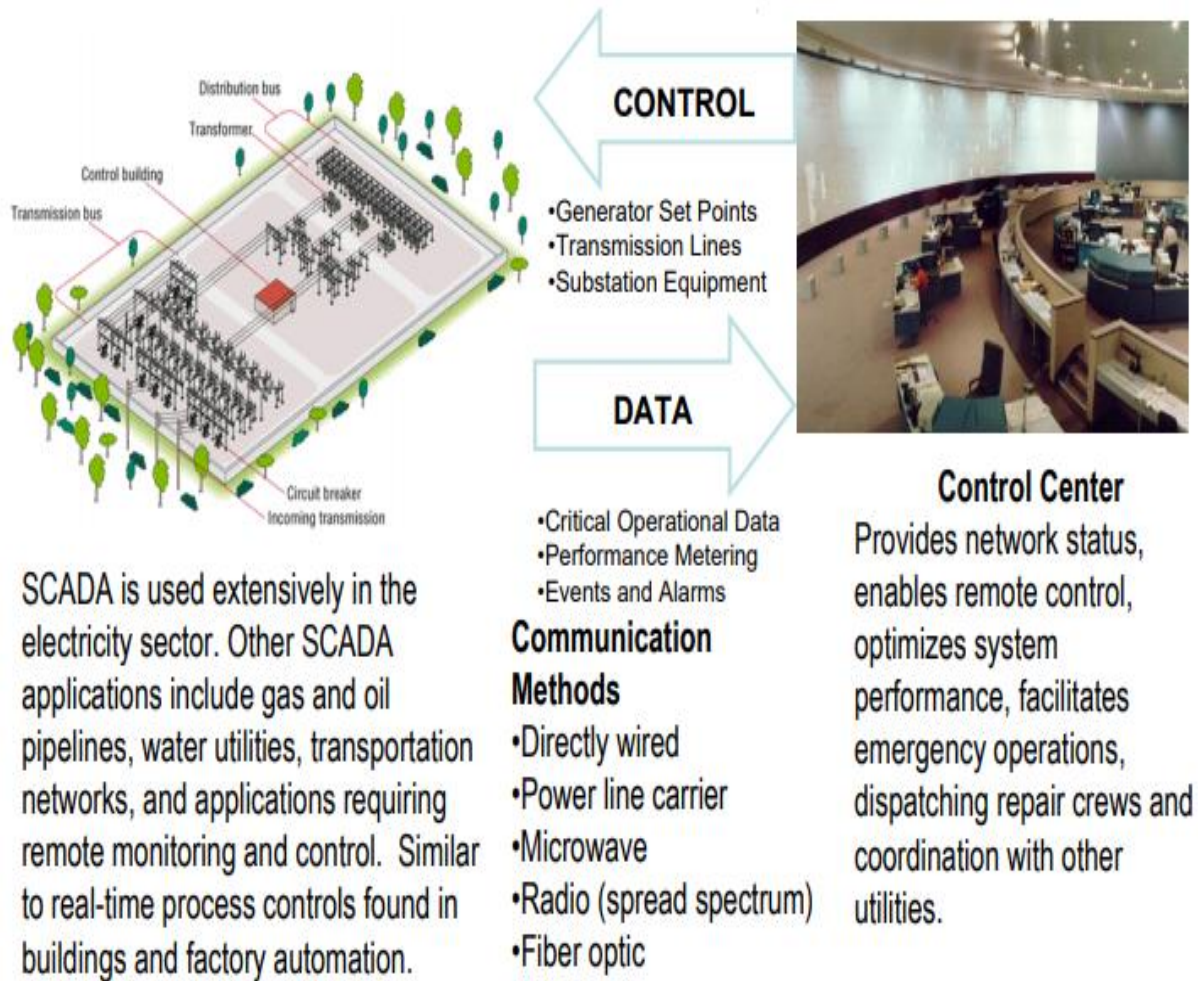 Distribution bus
Transformer
Control building
Transmission bus
Circuit breaker
Incoming transmission
CONTROL
•Generator Set Points
•Transmission Lines
•Substation Equipment
DATA
•Critical Operational Data
•Performance Metering
•Events and Alarms
SCADA is used extensively in the
electricity sector. Other SCADA
applications include gas and oil
pipelines, water utilities, transportation
networks, and applications requiring
remote monitoring and control.  Similar
to real-time process controls found in
buildings and factory automation.
Communication
Methods
•Directly wired
•Power line carrier
•Microwave
•Radio (spread spectrum)
•Fiber optic
Control Center
Provides network status,
enables remote control,
optimizes system
performance, facilitates
emergency operations,
dispatching repair crews and
coordination with other
utilities.